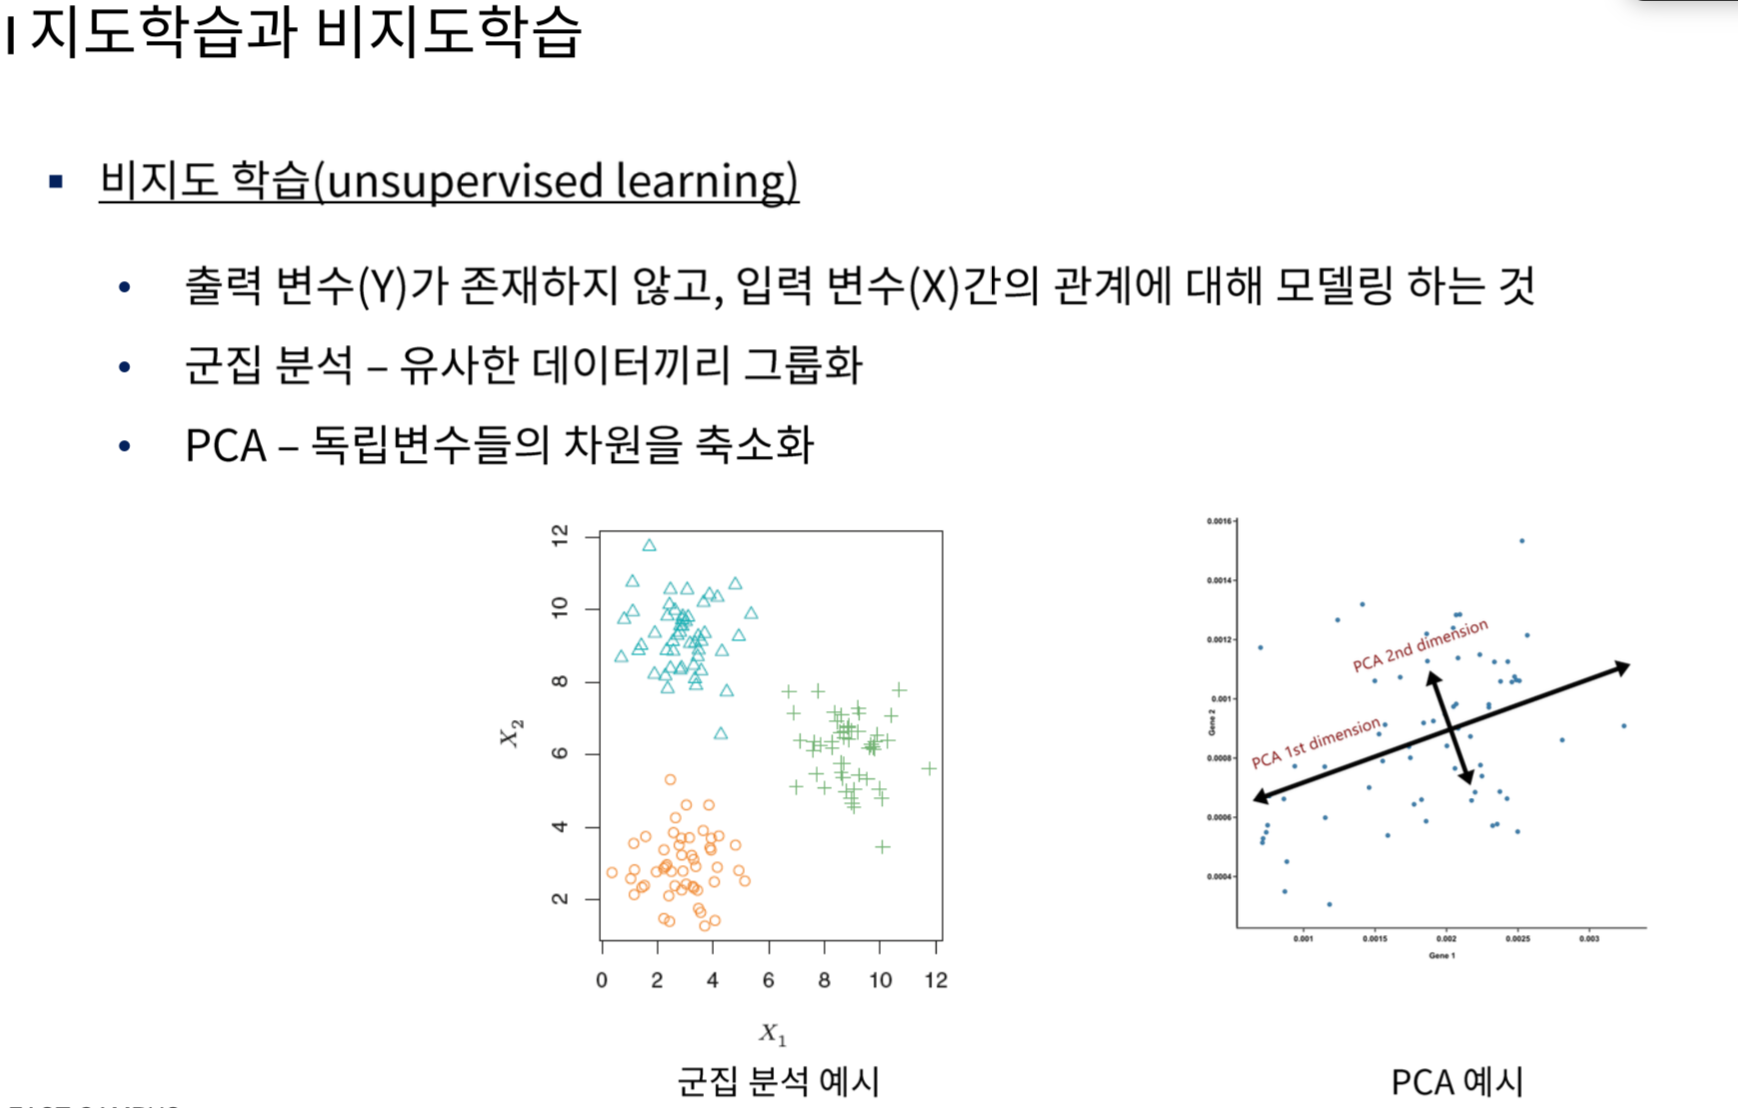 지도학습과 비지도학습
비지도 학습(unsupervised learning)
출력 변수(Y)가 존재하지 않고, 입력 변수(X)간의 관계에 대해 모델링 하는 것
군집 분석 – 유사한 데이터끼리 그룹화
PCA – 독립변수들의 차원을 축소화
12
10
8
6
4
2
X₂
0 2 4 6 8 10 12
X₁
군집 분석 예시
0.0016
0.0014
0.0012
0.001
0.0008
0.0006
0.0004
Gene 2
PCA 2nd dimension
PCA 1st dimension
0.001 0.0015 0.002 0.0025 0.003
Gene 1
PCA 예시